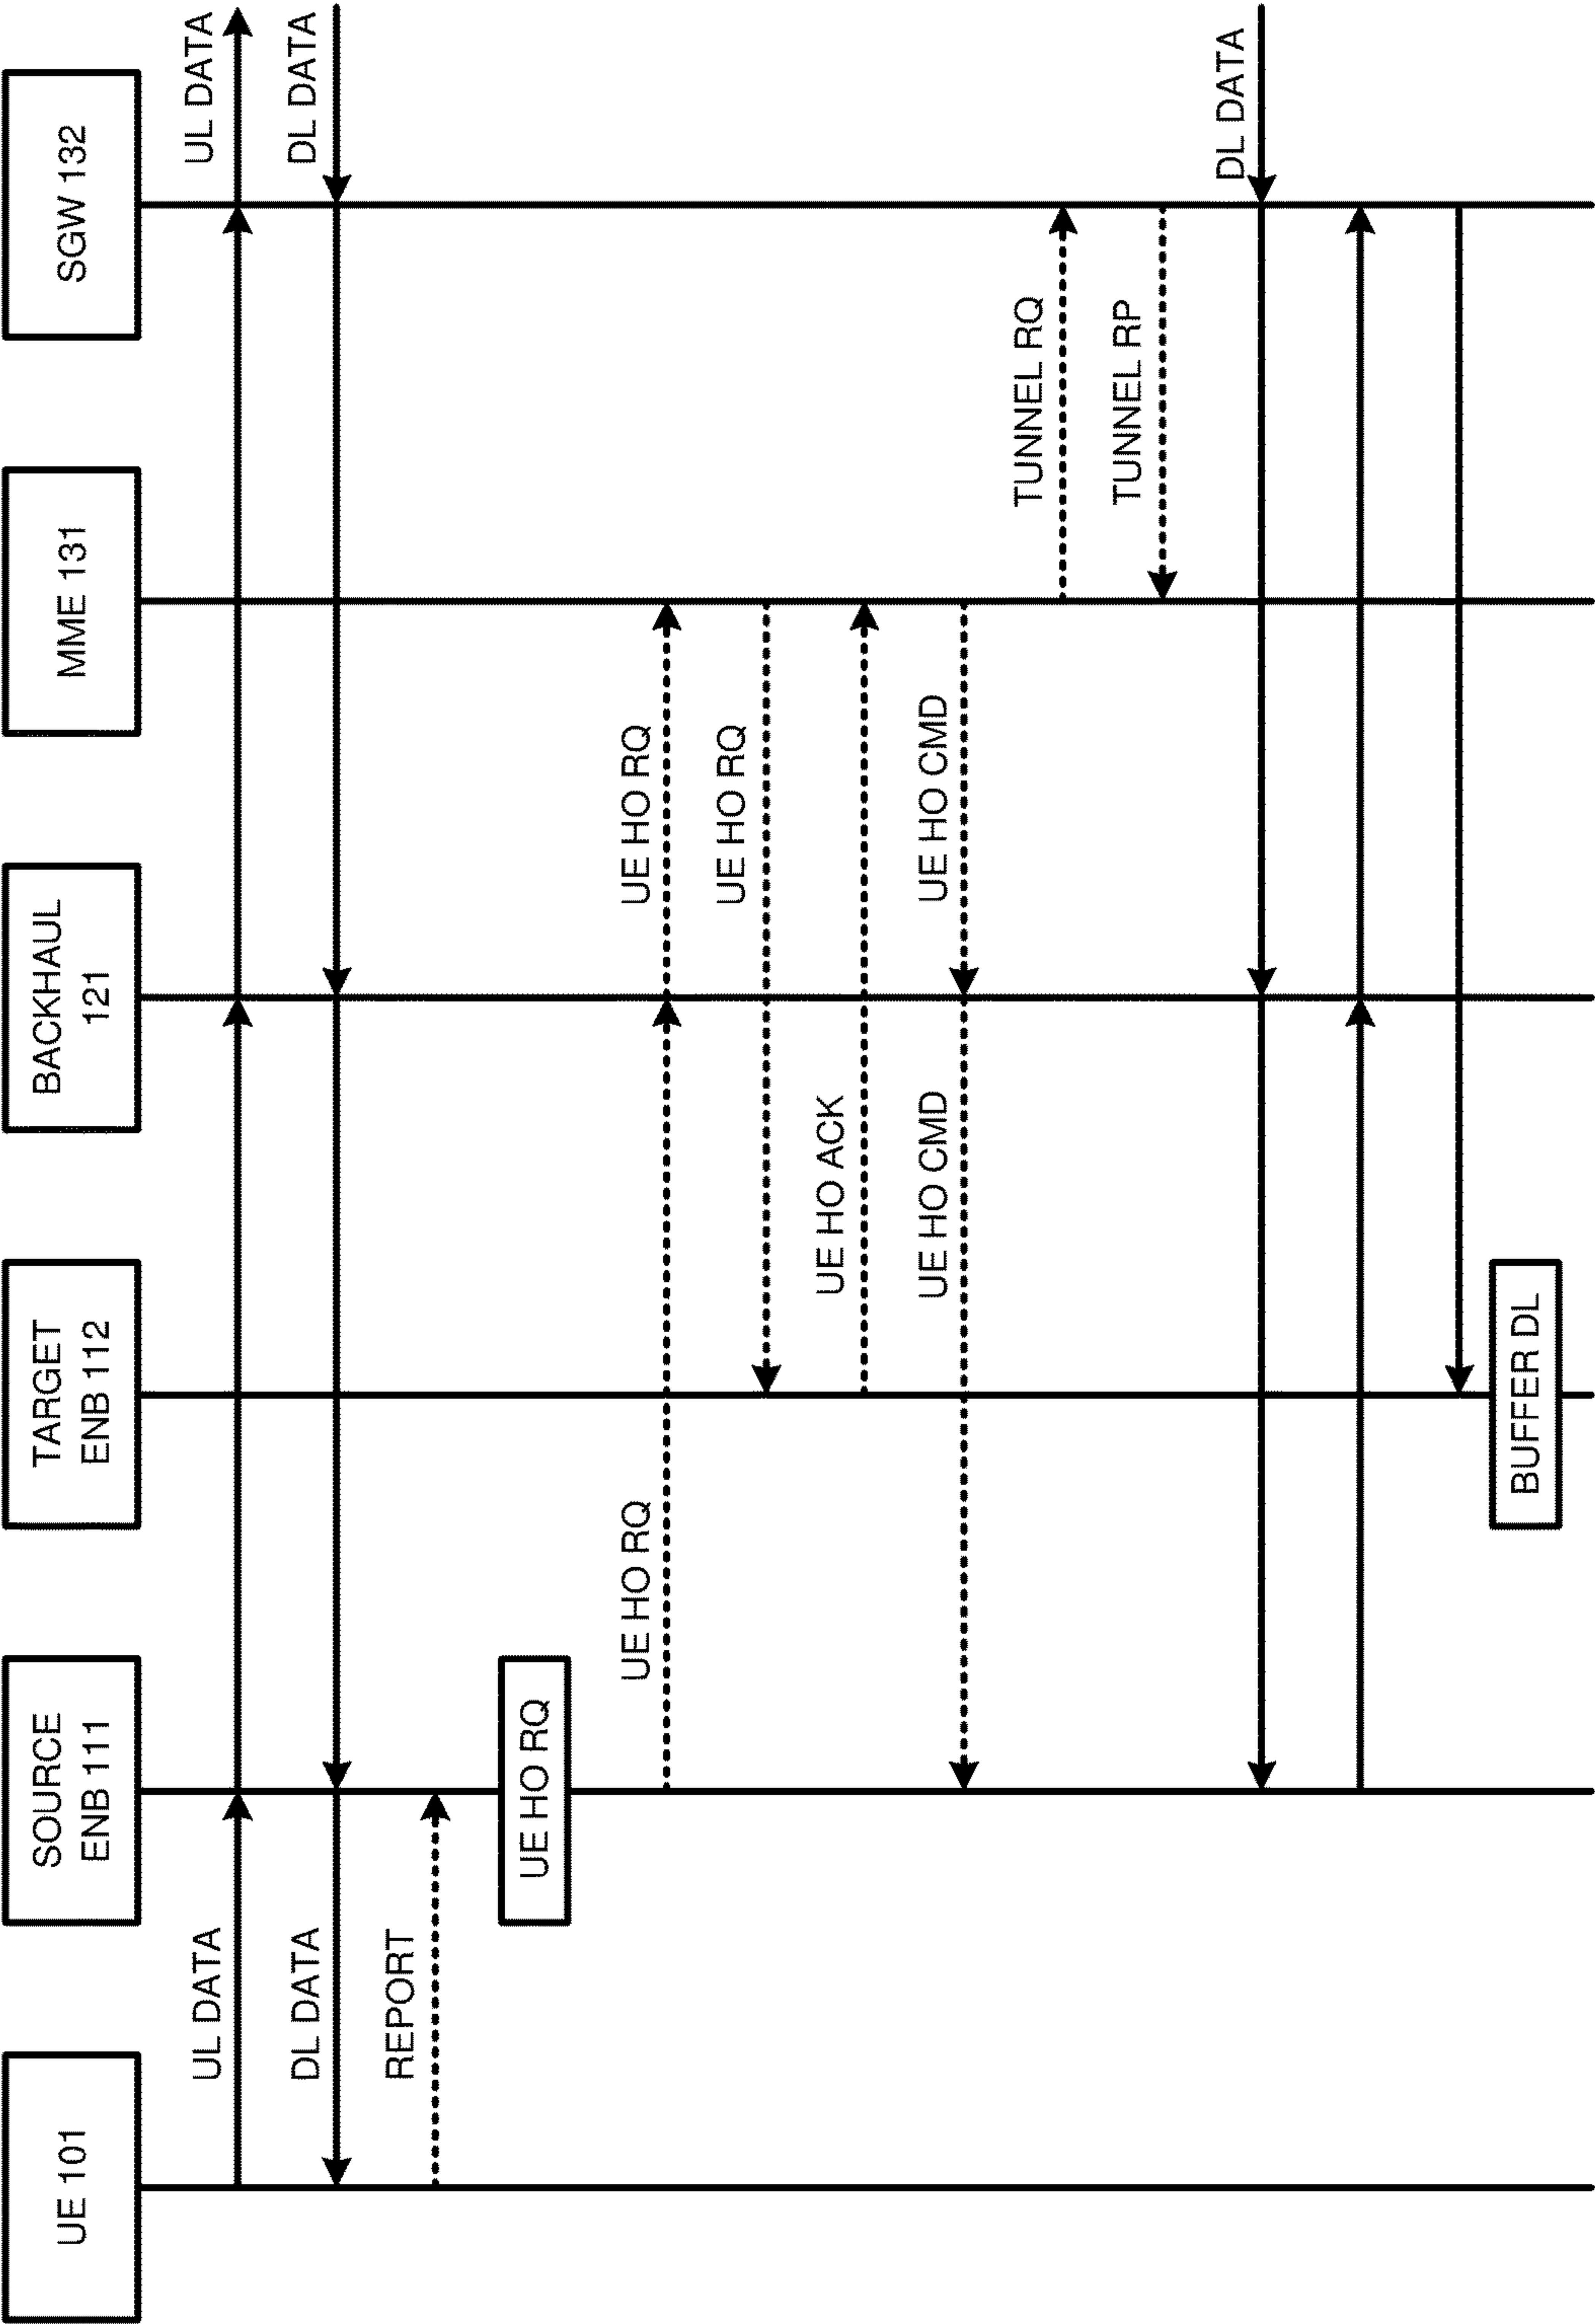 UE 101
SOURCE
ENB 111
TARGET
ENB 112
BACKHAUL
121
MME 131
SGW 132
UL DATA
UL DATA
DL DATA
DL DATA
REPORT
UE HO RQ
UE HO RQ
UE HO RQ
UE HO RQ
UE HO ACK
UE HO CMD
UE HO CMD
TUNNEL RQ
TUNNEL RP
DL DATA
BUFFER DL